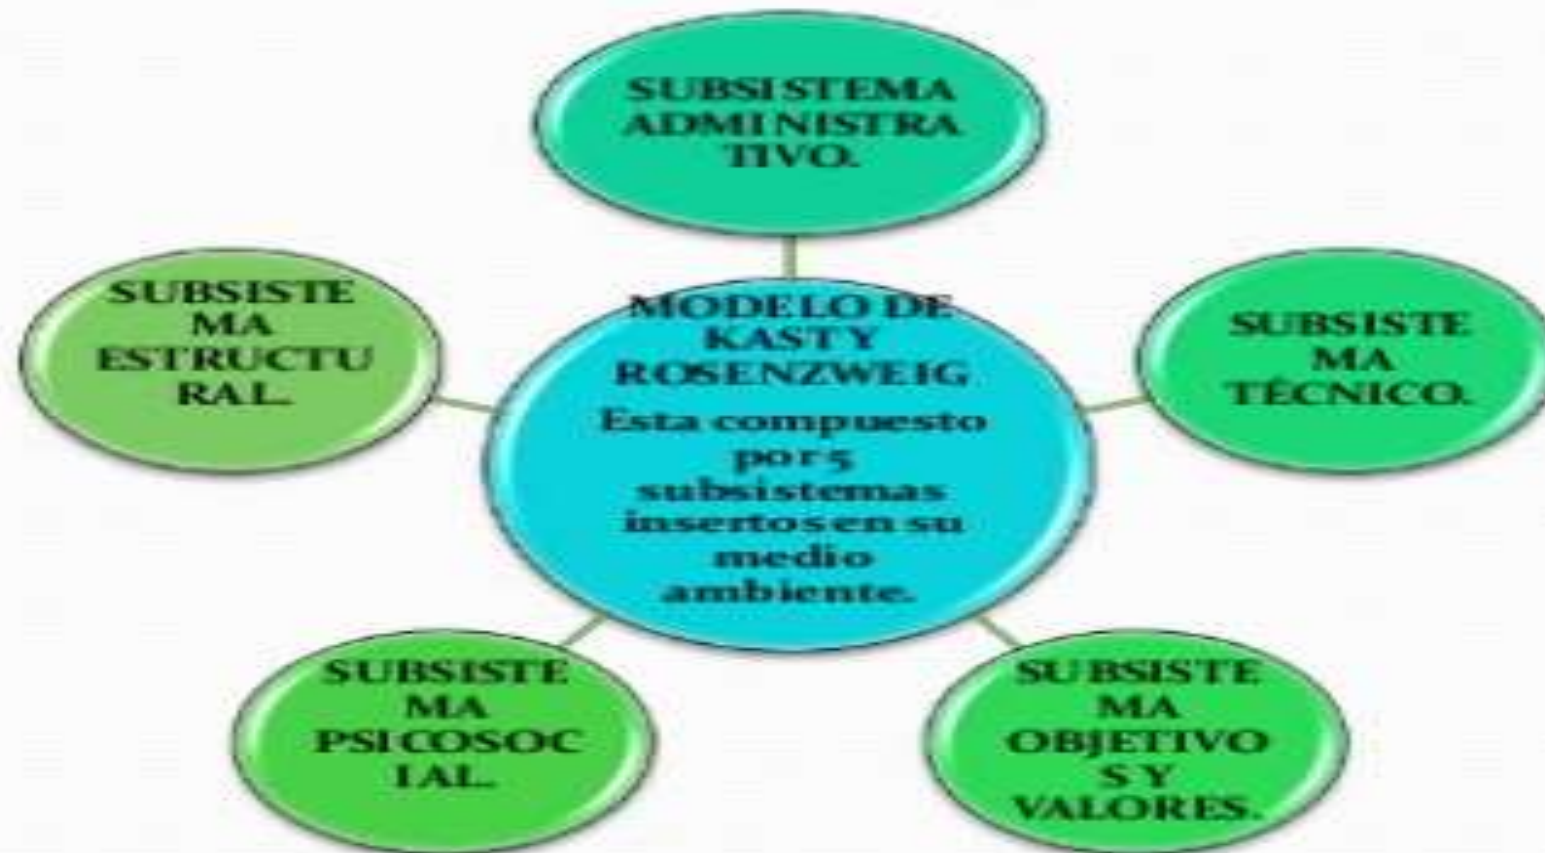 SUBSISTEMA
ADMINISTRA
TIVO.
SUBSISTE
MA
ESTRUCTU
RAL.
MODELO DE
KAST Y
ROSENZWEIG
Esta compuesto
por 5
subsistemas
insertos en su
medio
ambiente.
SUBSISTE
MA
TÉCNICO.
SUBSISTE
MA
PSICOSOC
IAL.
SUBSISTE
MA
OBJETIVO
S Y
VALORES.